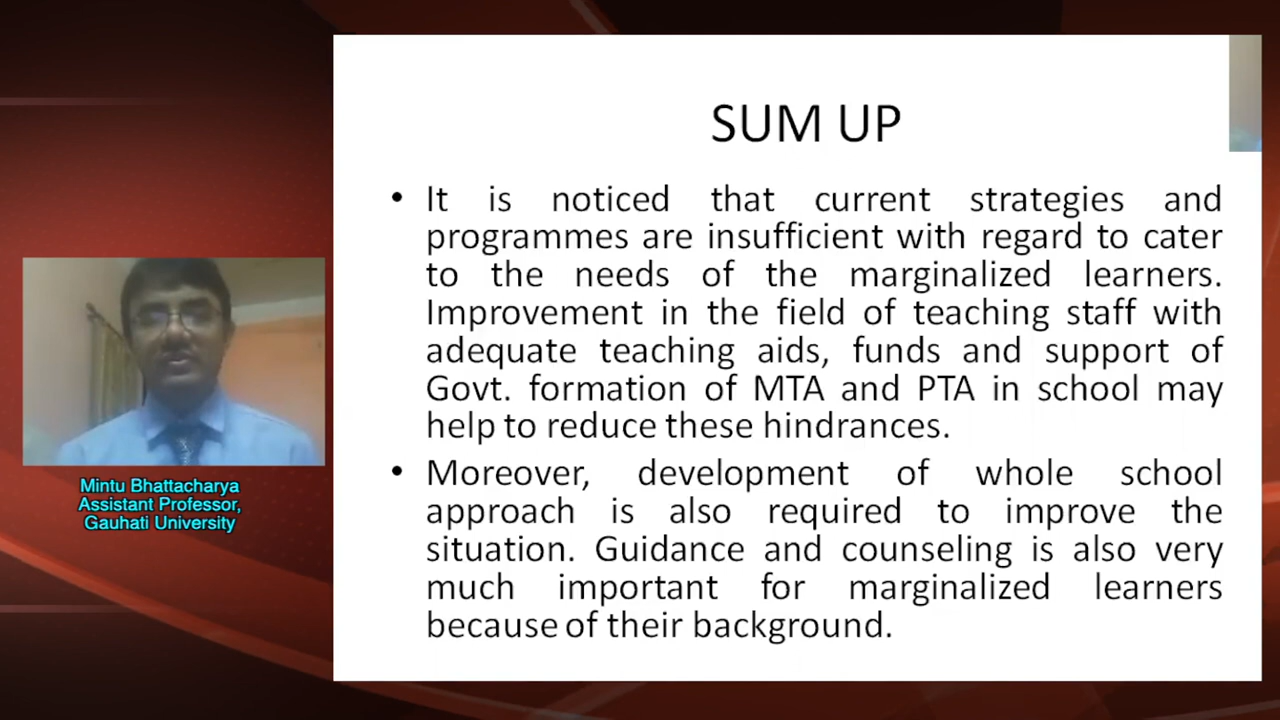 SUM UP
• It is noticed that current strategies and
programmes are insufficient with regard to cater
to the needs of the marginalized learners.
Improvement in the field of teaching staff with
adequate teaching aids, funds and support of
Govt. formation of MTA and PTA in school may
help to reduce these hindrances.
• Moreover, development of whole school
approach is also required to improve the
situation. Guidance and counseling is also very
much important for marginalized learners
because of their background.
Mintu Bhattacharya
Assistant Professor,
Gauhati University